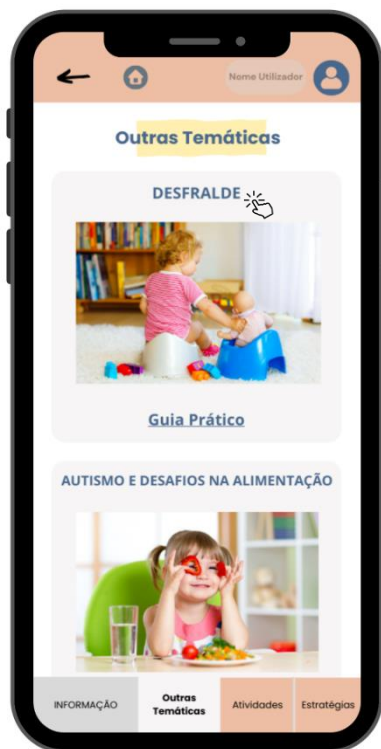 Nome Utilizador
Outras Temáticas
DESFRALDE
Guia Prático
AUTISMO E DESAFIOS NA ALIMENTAÇÃO
INFORMAÇÃO
Outras
Temáticas
Atividades
Estratégias